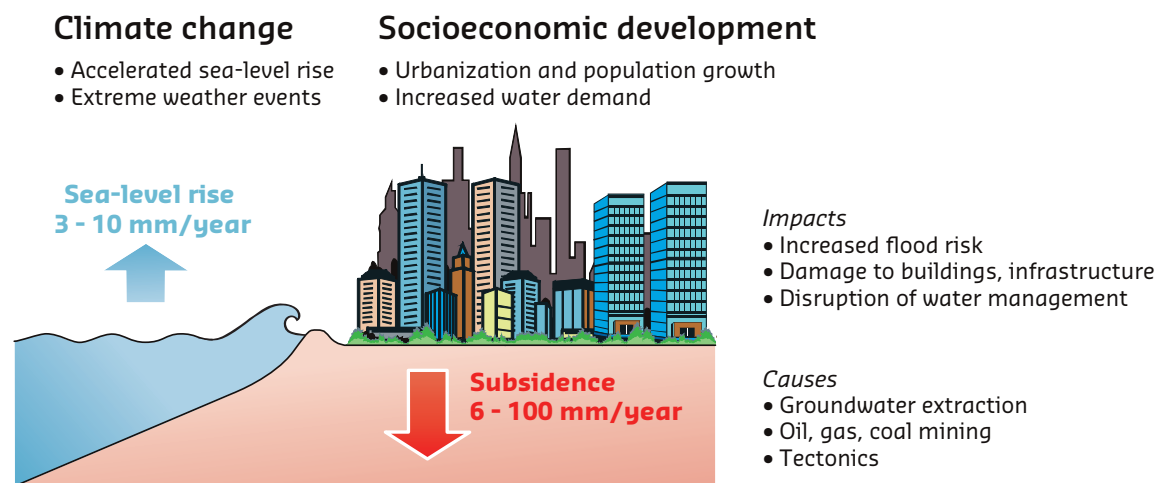 Climate change
• Accelerated sea-level rise
• Extreme weather events
Socioeconomic development
• Urbanization and population growth
• Increased water demand
Sea-level rise
3 - 10 mm/year
Impacts
• Increased flood risk
• Damage to buildings, infrastructure
• Disruption of water management
Subsidence
6 - 100 mm/year
Causes
• Groundwater extraction
• Oil, gas, coal mining
• Tectonics